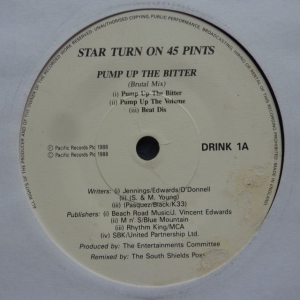 STAR TURN ON 45 PINTS
PUMP UP THE BITTER
(Brutal Mix)
(i) Pump Up The Bitter
(ii) Pump Up The Volume
(iii) Beat Dis
Ⓟ Pacific Records Plc 1988
© Pacific Records Plc 1988
DRINK 1A
Writers: (i) Jennings/Edwards/O'Donnell
(ii) (S. & M. Young)
(iii) (Pasquez/Black/K33)
Publishers: (i) Beach Road Music/J. Vincent Edwards
(ii) M 'n' S/Blue Mountain
(iii) Rhythm King/MCA
(iv) SBK/United Partnership Ltd.
Produced by: The Entertainments Committee
Remixed by: The South Shields